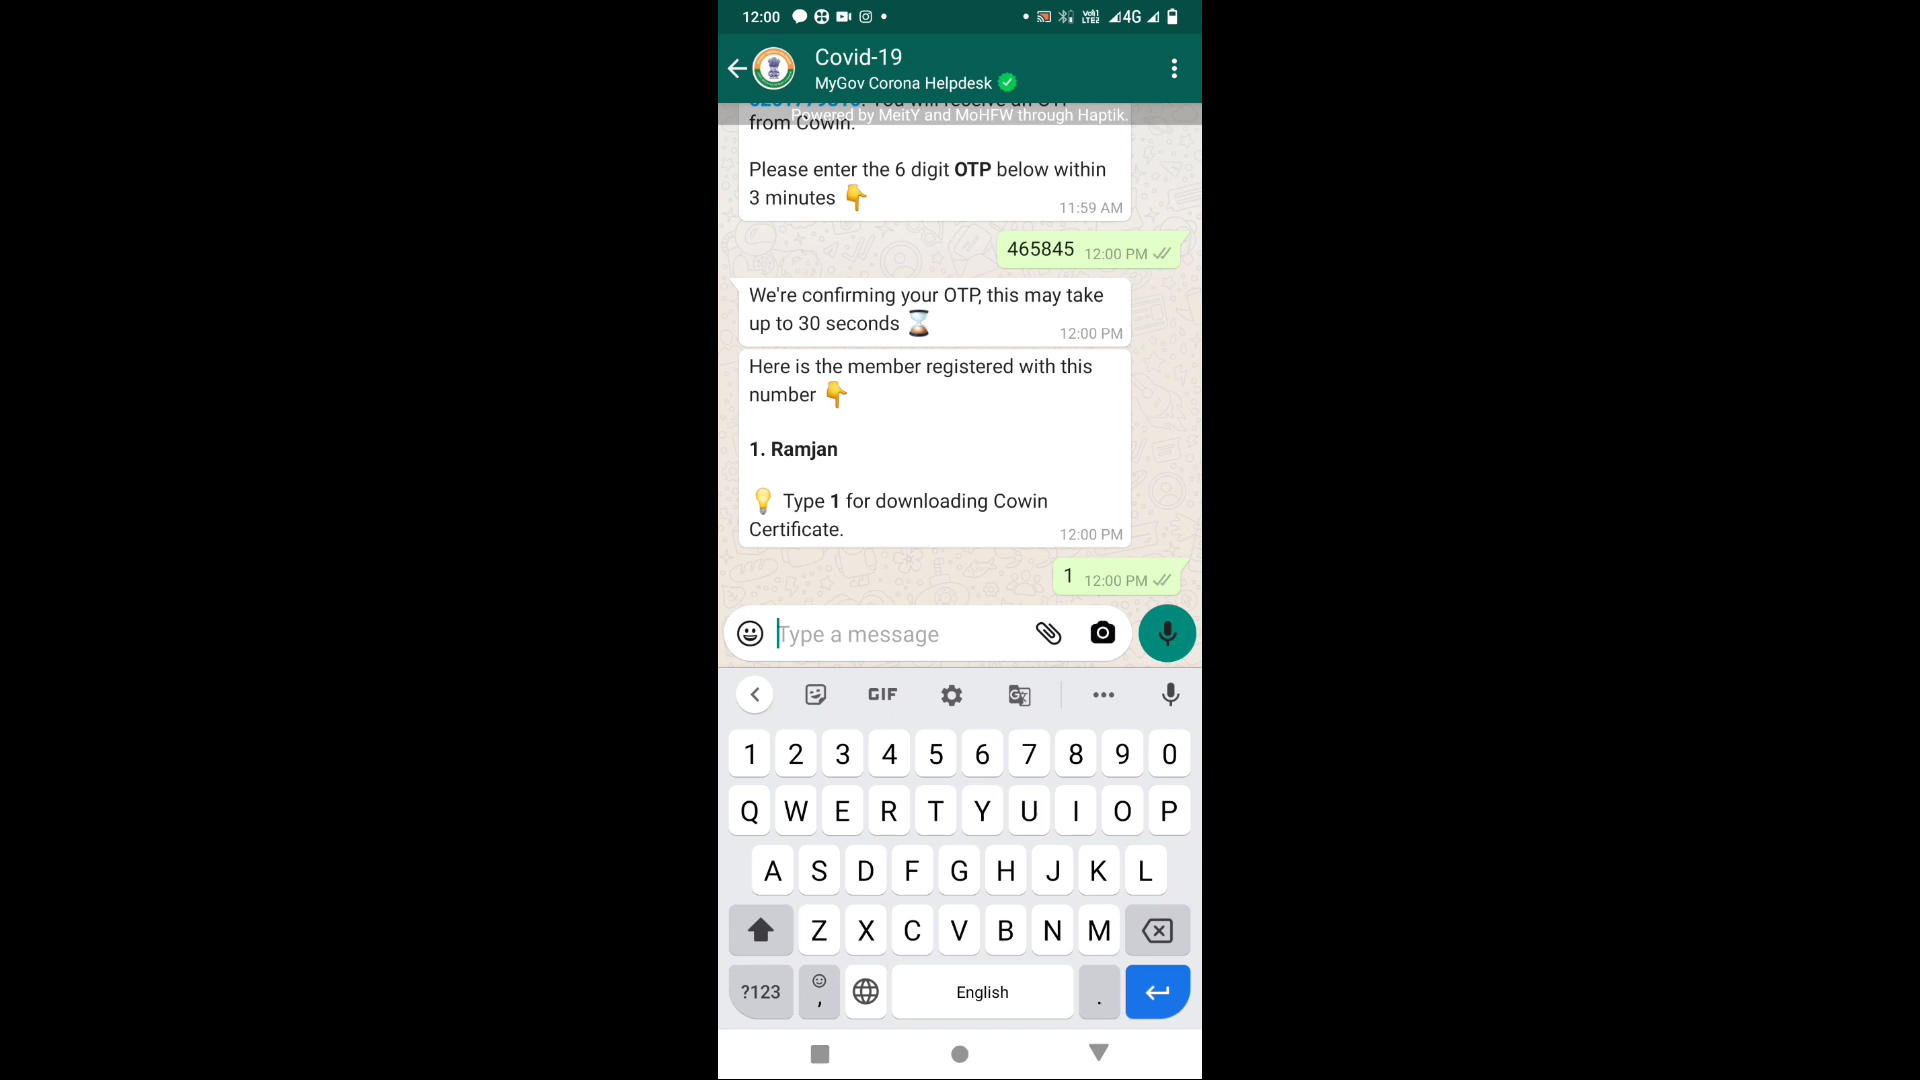 12:00
4G
Covid-19
MyGov Corona Helpdesk
Powered by MeitY and MoHFW through Haptik.
from Cowin.
Please enter the 6 digit OTP below within
3 minutes 👇
11:59 AM
465845 12:00 PM
We're confirming your OTP, this may take
up to 30 seconds ⏳
12:00 PM
Here is the member registered with this
number 👇
1. Ramjan
💡 Type 1 for downloading Cowin
Certificate.
12:00 PM
1 12:00 PM
Type a message
GIF
1 2 3 4 5 6 7 8 9 0
Q W E R T Y U I O P
A S D F G H J K L
Z X C V B N M
?123 , English .